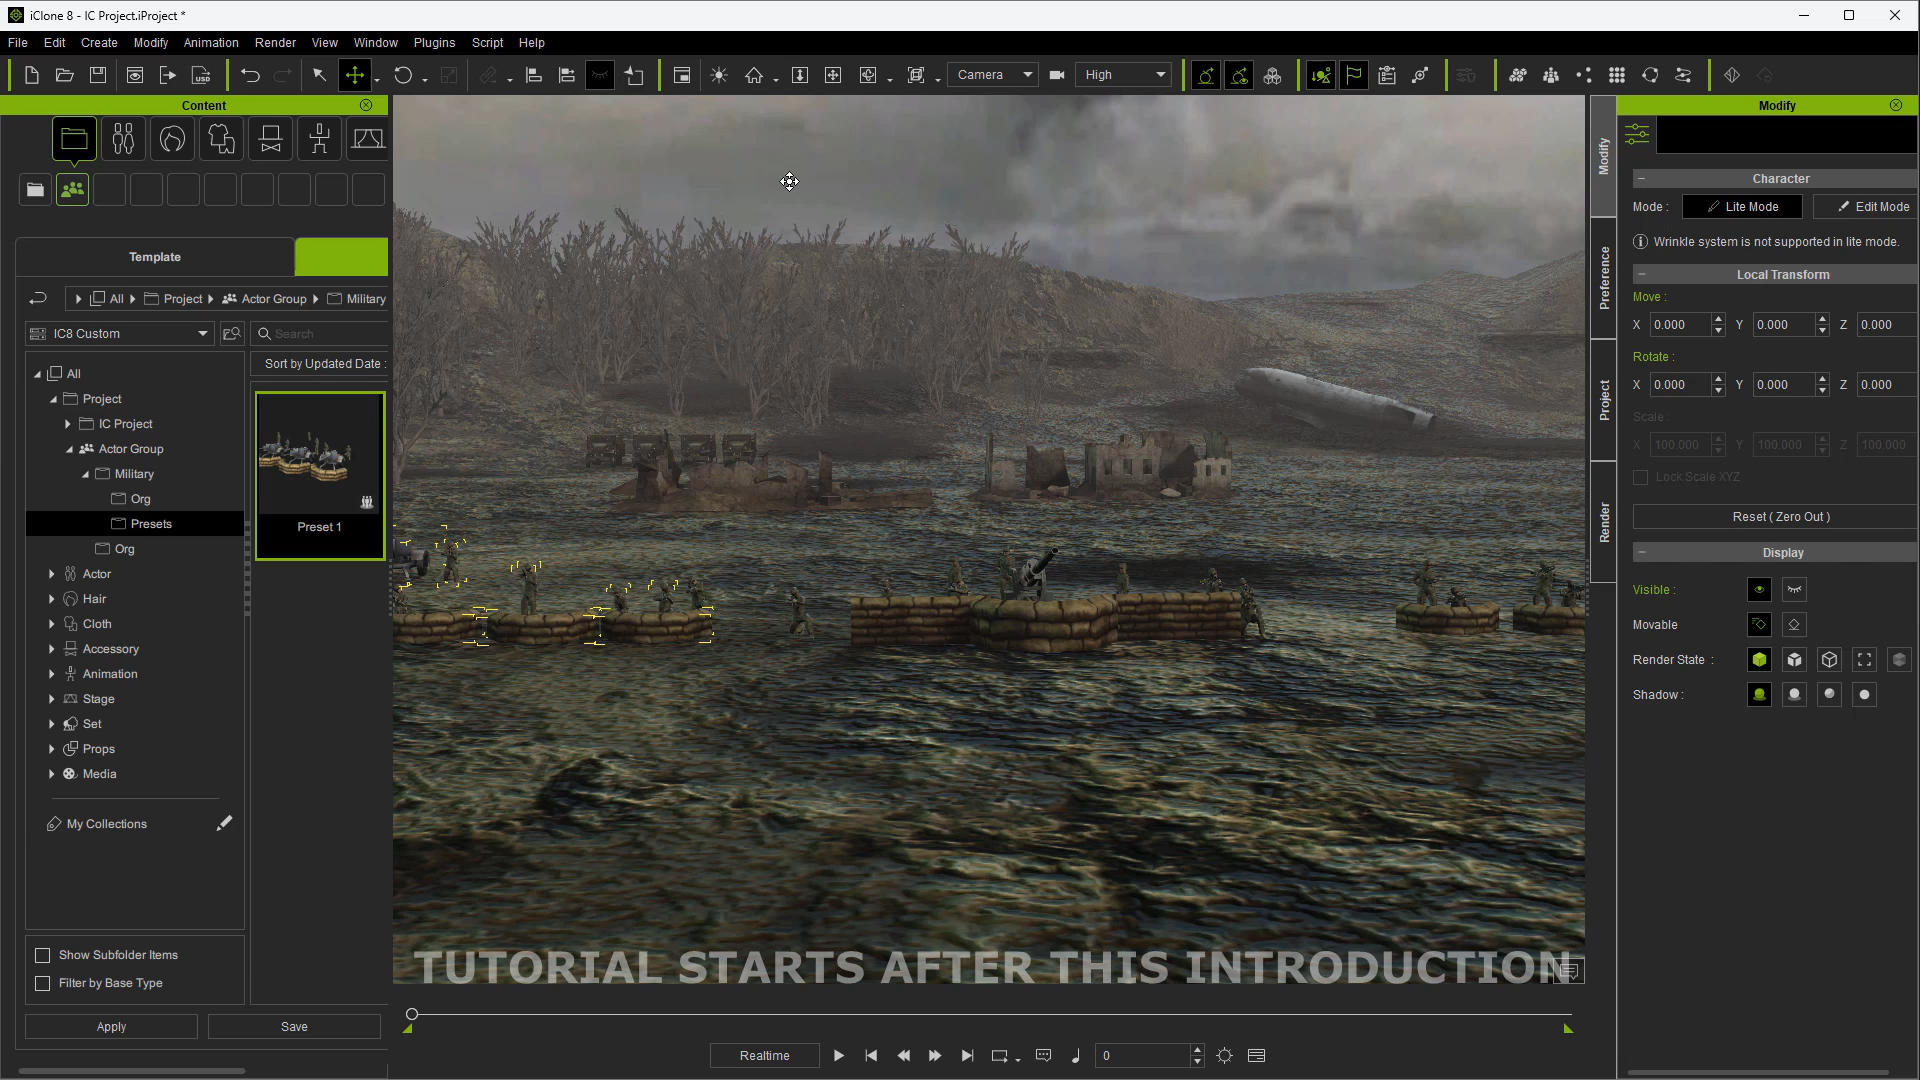 iClone 8 - IC Project.iProject *
File Edit Create Modify Animation Render View Window Plugins Script Help
USD
Camera
High
Content
Modify
Template
All Project Actor Group Military
IC8 Custom
Search
Sort by Updated Date :
All
Project
IC Project
Actor Group
Military
Org
Presets
Org
Actor
Hair
Cloth
Accessory
Animation
Stage
Set
Props
Media
My Collections
Show Subfolder Items
Filter by Base Type
Apply
Save
Preset 1
TUTORIAL STARTS AFTER THIS INTRODUCTION
Realtime
0
Modify
Preference
Project
Render
Character
Mode :
Lite Mode
Edit Mode
Wrinkle system is not supported in lite mode.
Local Transform
Move :
X 0.000 Y 0.000 Z 0.000
Rotate :
X 0.000 Y 0.000 Z 0.000
Scale :
X 100.000 Y 100.000 Z 100.000
Lock Scale XYZ
Reset ( Zero Out )
Display
Visible :
Movable
Render State :
Shadow :